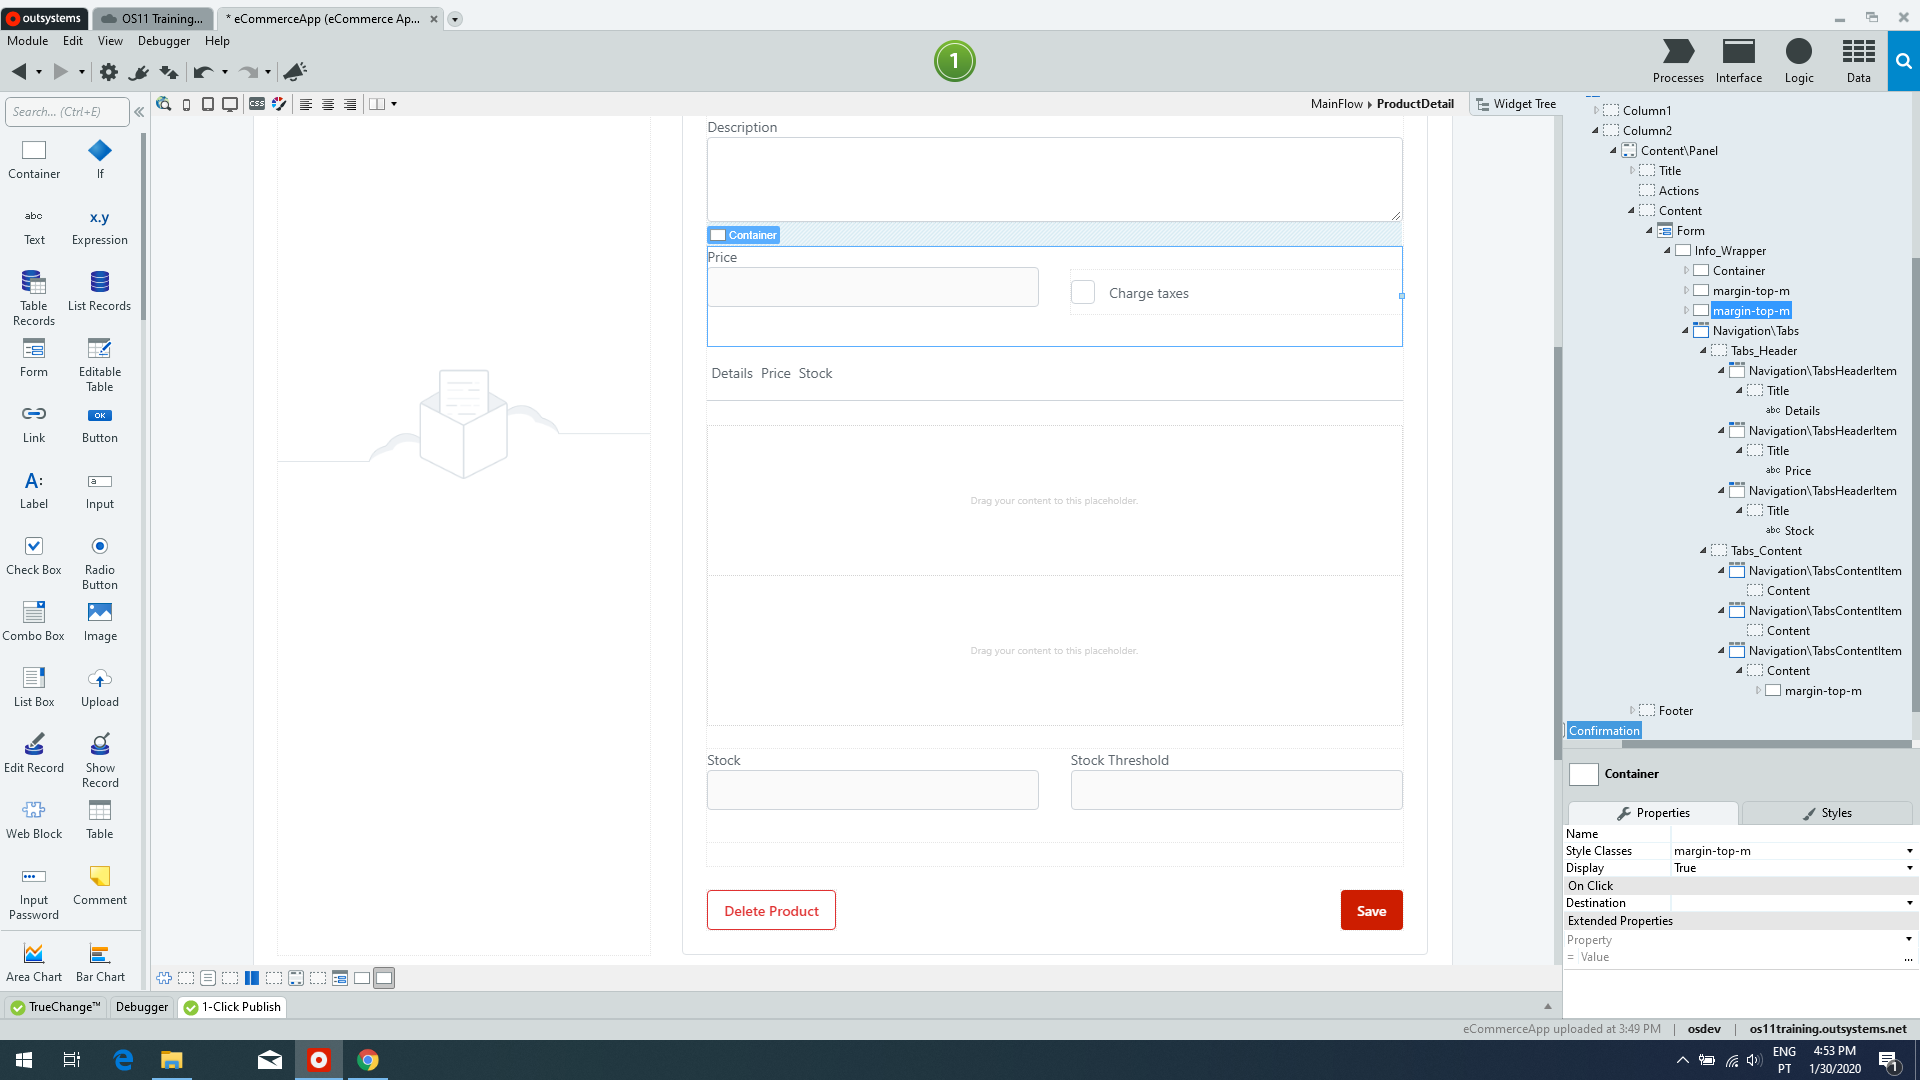 outsystems
OS11 Training...
* eCommerceApp (eCommerce Ap...
Module Edit View Debugger Help
1
Processes Interface Logic Data
Search... (Ctrl+E)
CSS
MainFlow ProductDetail
Widget Tree
Container
If
abc
Text
x.y
Expression
Table Records
List Records
Form
Editable Table
Link
OK
Button
A:
Label
a
Input
Check Box
Radio Button
Combo Box
Image
List Box
Upload
Edit Record
Show Record
Web Block
Table
Input Password
Comment
Area Chart
Bar Chart
Description
Container
Price
Charge taxes
Details Price Stock
Drag your content to this placeholder.
Drag your content to this placeholder.
Stock
Stock Threshold
Delete Product
Save
Column1
Column2
Content\Panel
Title
Actions
Content
Form
Info_Wrapper
Container
margin-top-m
margin-top-m
Navigation\Tabs
Tabs_Header
Navigation\TabsHeaderItem
Title
abc Details
Navigation\TabsHeaderItem
Title
abc Price
Navigation\TabsHeaderItem
Title
abc Stock
Tabs_Content
Navigation\TabsContentItem
Content
Navigation\TabsContentItem
Content
Navigation\TabsContentItem
Content
margin-top-m
Footer
Confirmation
Container
Properties
Styles
Name
Style Classes margin-top-m
Display True
On Click
Destination
Extended Properties
Property
= Value ...
TrueChange™ Debugger 1-Click Publish
eCommerceApp uploaded at 3:49 PM | osdev | os11training.outsystems.net
ENG
PT
4:53 PM
1/30/2020
1